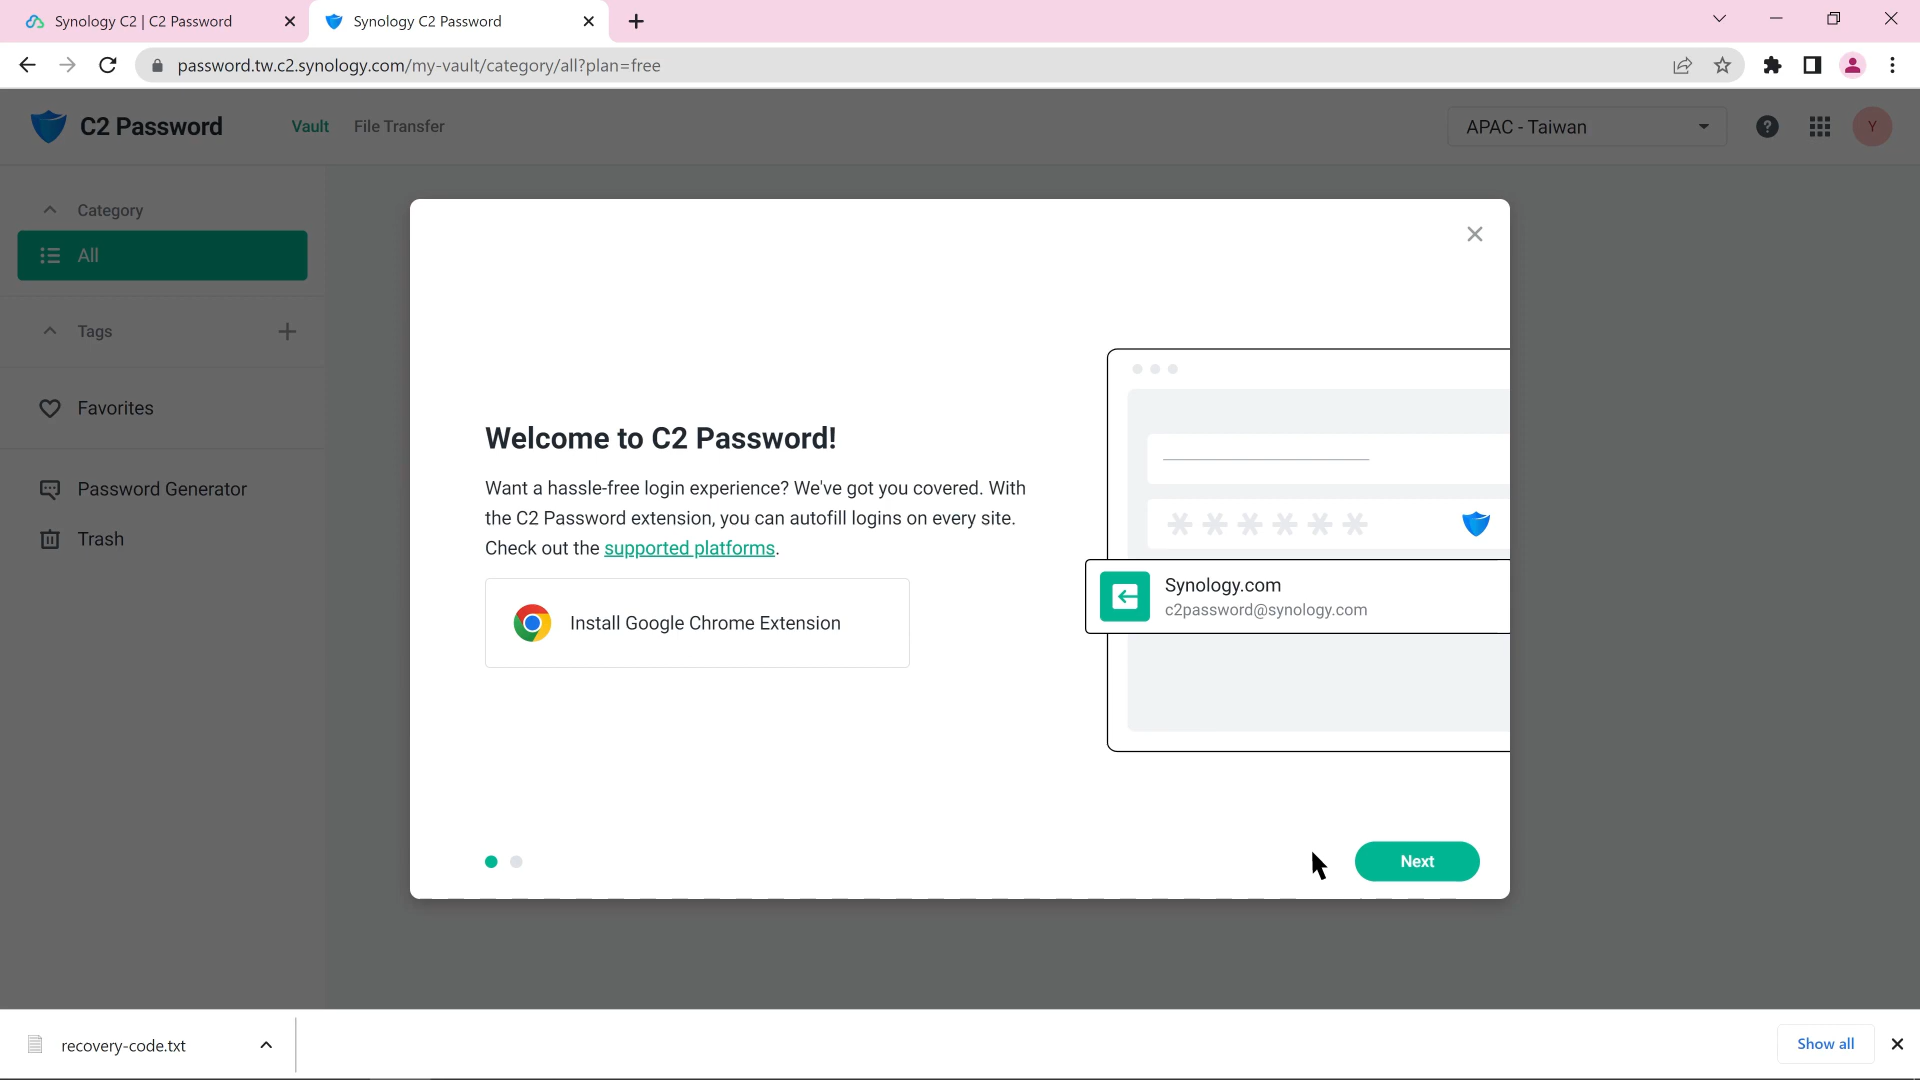 Synology C2 | C2 Password
Synology C2 Password
password.tw.c2.synology.com/my-vault/category/all?plan=free
C2 Password
Vault
File Transfer
APAC - Taiwan
?
Y
Category
All
Tags
Favorites
Password Generator
Trash
Welcome to C2 Password!
Want a hassle-free login experience? We've got you covered. With
the C2 Password extension, you can autofill logins on every site.
Check out the supported platforms.
Install Google Chrome Extension
Synology.com
c2password@synology.com
Next
recovery-code.txt
Show all